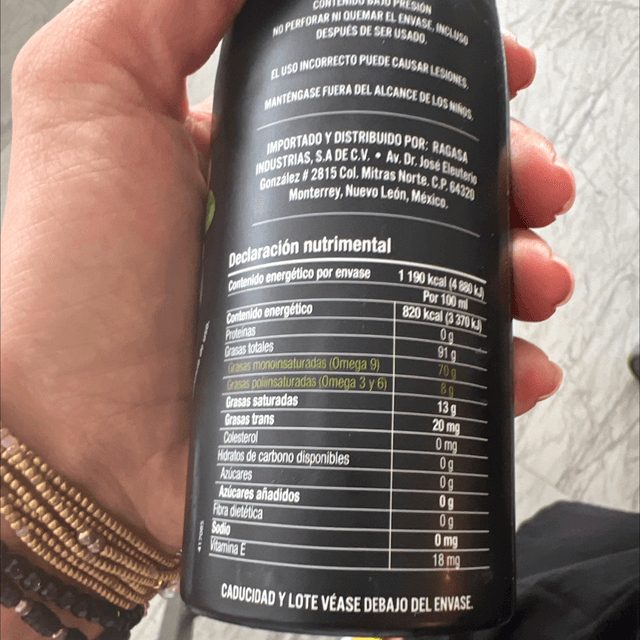 CONTENIDO BAJO PRESIÓN
NO PERFORAR NI QUEMAR EL ENVASE, INCLUSO
DESPUÉS DE SER USADO.
EL USO INCORRECTO PUEDE CAUSAR LESIONES.
MANTÉNGASE FUERA DEL ALCANCE DE LOS NIÑOS.
IMPORTADO Y DISTRIBUIDO POR: RAGASA
INDUSTRIAS, S.A DE C.V. • Av. Dr. José Eleuterio
González # 2815 Col. Mitras Norte. C.P. 64320
Monterrey, Nuevo León, México.
Declaración nutrimental
Contenido energético por envase 1 190 kcal (4 880 kJ)
Por 100 ml
Contenido energético 820 kcal (3 370 kJ)
Proteínas 0 g
Grasas totales 91 g
Grasas monoinsaturadas (Omega 9) 70 g
Grasas poliinsaturadas (Omega 3 y 6) 8 g
Grasas saturadas 13 g
Grasas trans 20 mg
Colesterol 0 mg
Hidratos de carbono disponibles 0 g
Azúcares 0 g
Azúcares añadidos 0 g
Fibra dietética 0 g
Sodio 0 mg
Vitamina E 18 mg
417003
CADUCIDAD Y LOTE VÉASE DEBAJO DEL ENVASE.